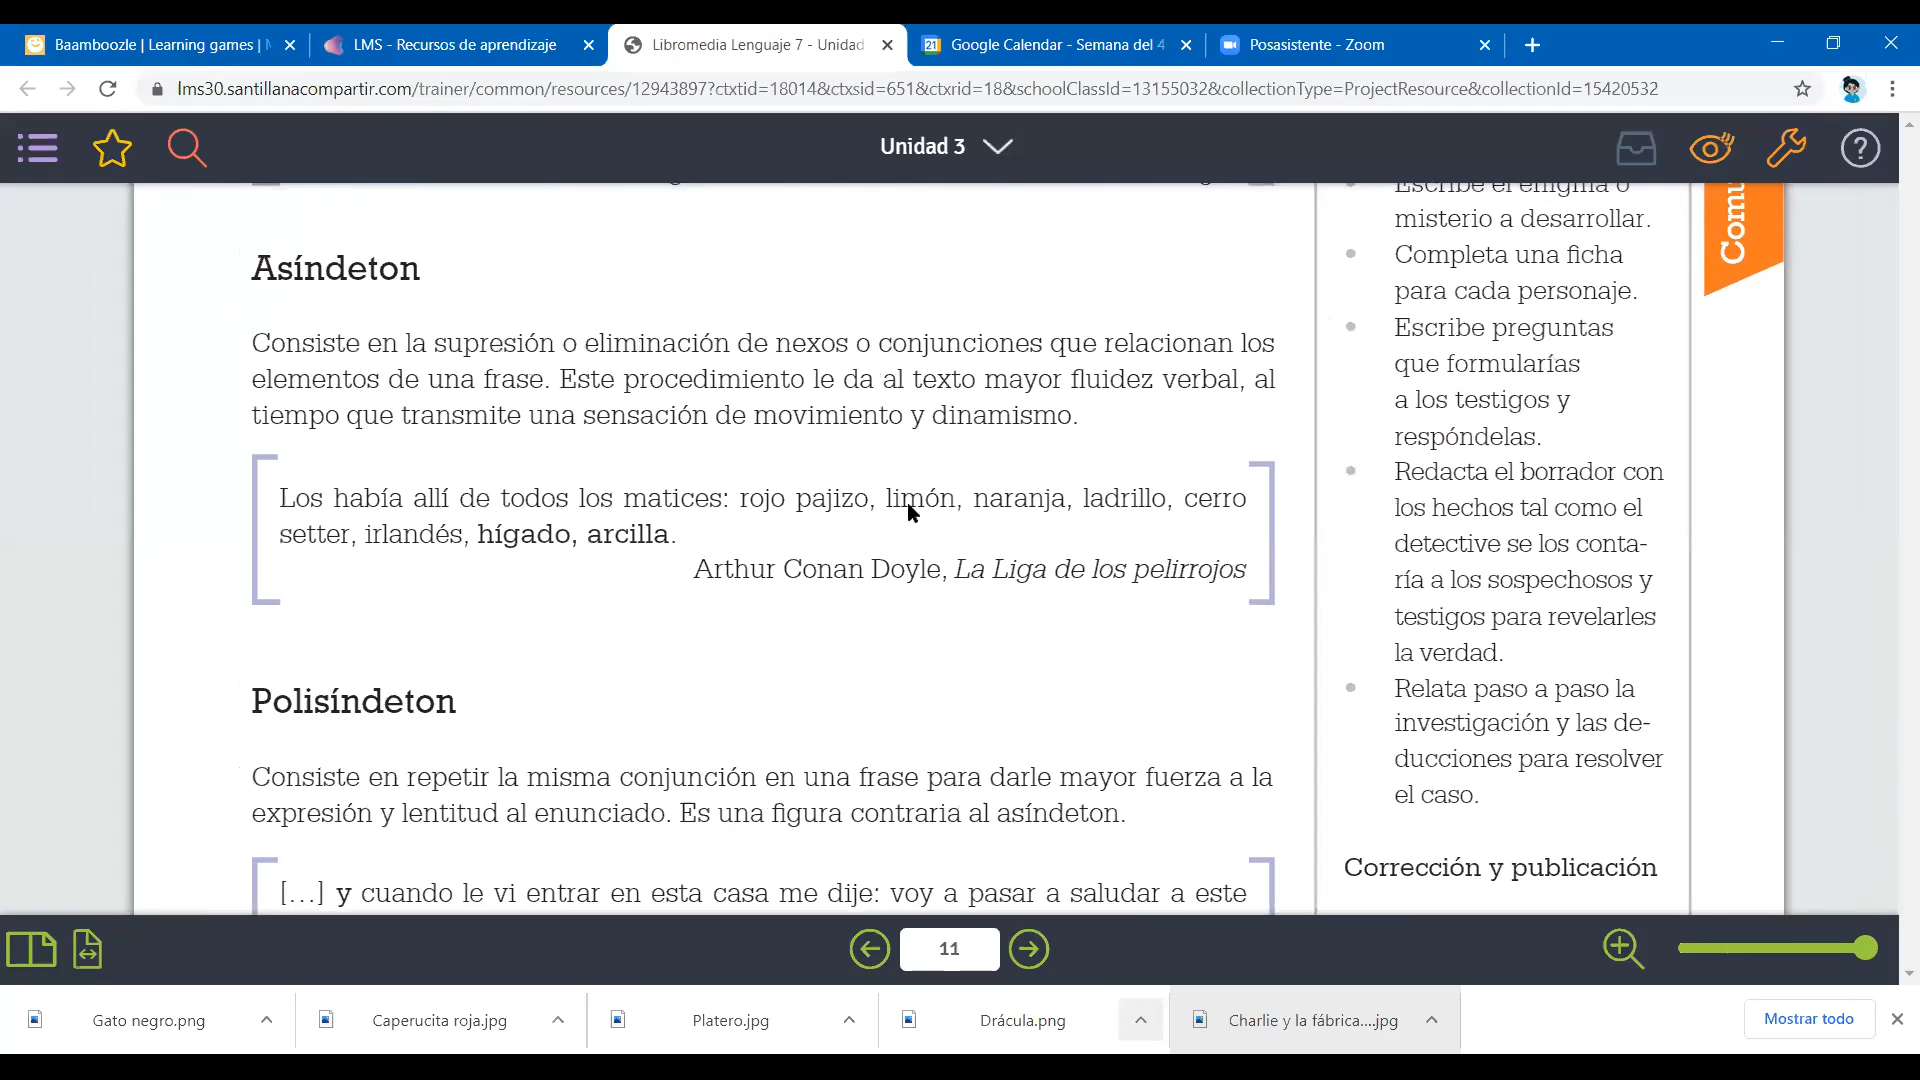 Baamboozle | Learning games |
LMS - Recursos de aprendizaje
Libromedia Lenguaje 7 - Unidad
Google Calendar - Semana del 4
Posasistente - Zoom
lms30.santillanacompartir.com/trainer/common/resources/12943897?ctxtid=18014&ctxsid=651&ctxrid=18&schoolClassId=13155032&collectionType=ProjectResource&collectionId=15420532
Unidad 3
Asíndeton
Consiste en la supresión o eliminación de nexos o conjunciones que relacionan los
elementos de una frase. Este procedimiento le da al texto mayor fluidez verbal, al
tiempo que transmite una sensación de movimiento y dinamismo.
Los había allí de todos los matices: rojo pajizo, limón, naranja, ladrillo, cerro
setter, irlandés, hígado, arcilla.
Arthur Conan Doyle, La Liga de los pelirrojos
Polisíndeton
Consiste en repetir la misma conjunción en una frase para darle mayor fuerza a la
expresión y lentitud al enunciado. Es una figura contraria al asíndeton.
[...] y cuando le vi entrar en esta casa me dije: voy a pasar a saludar a este
Escribe el enigma o
misterio a desarrollar.
Completa una ficha
para cada personaje.
Escribe preguntas
que formularías
a los testigos y
respóndelas.
Redacta el borrador con
los hechos tal como el
detective se los conta-
ría a los sospechosos y
testigos para revelarles
la verdad.
Relata paso a paso la
investigación y las de-
ducciones para resolver
el caso.
Corrección y publicación
Comu
11
Gato negro.png
Caperucita roja.jpg
Platero.jpg
Drácula.png
Charlie y la fábrica....jpg
Mostrar todo